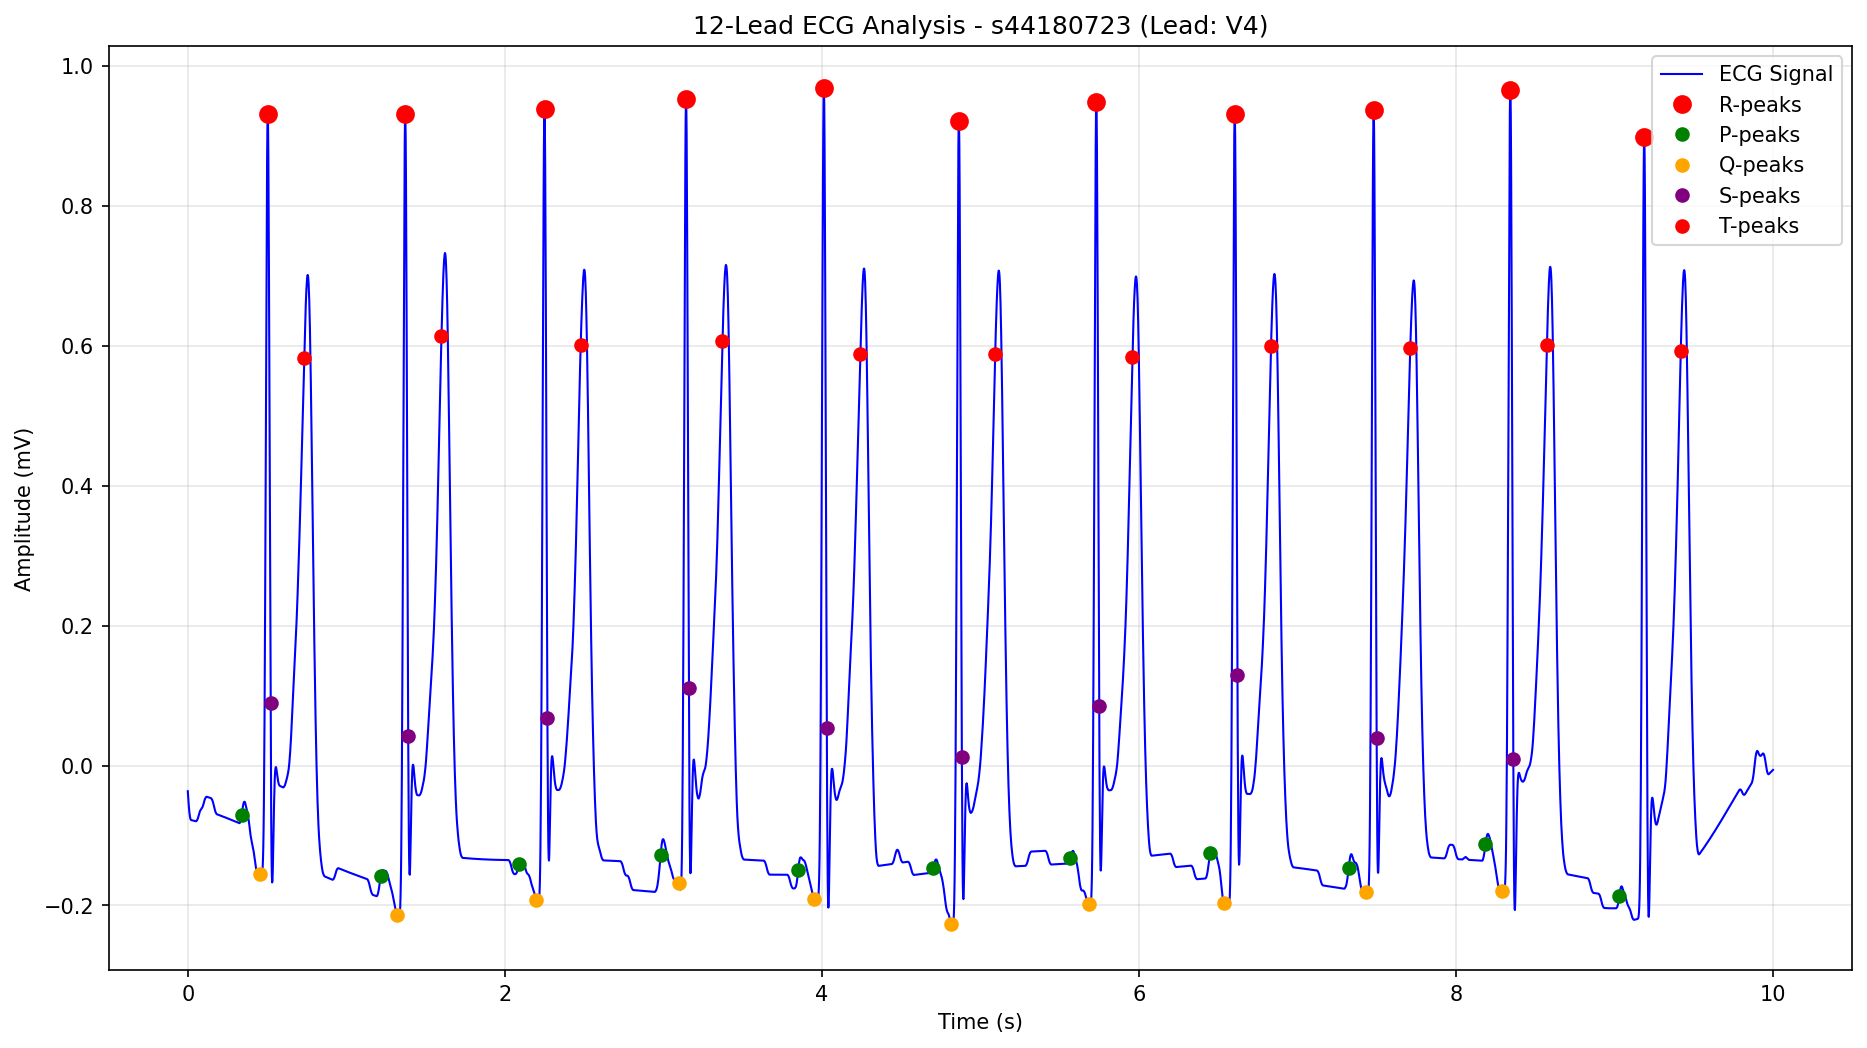 12-Lead ECG Analysis - s44180723 (Lead: V4)
ECG Signal
R-peaks
P-peaks
Q-peaks
S-peaks
T-peaks
Amplitude (mV)
1.0
0.8
0.6
0.4
0.2
0.0
−0.2
0 2 4 6 8 10
Time (s)